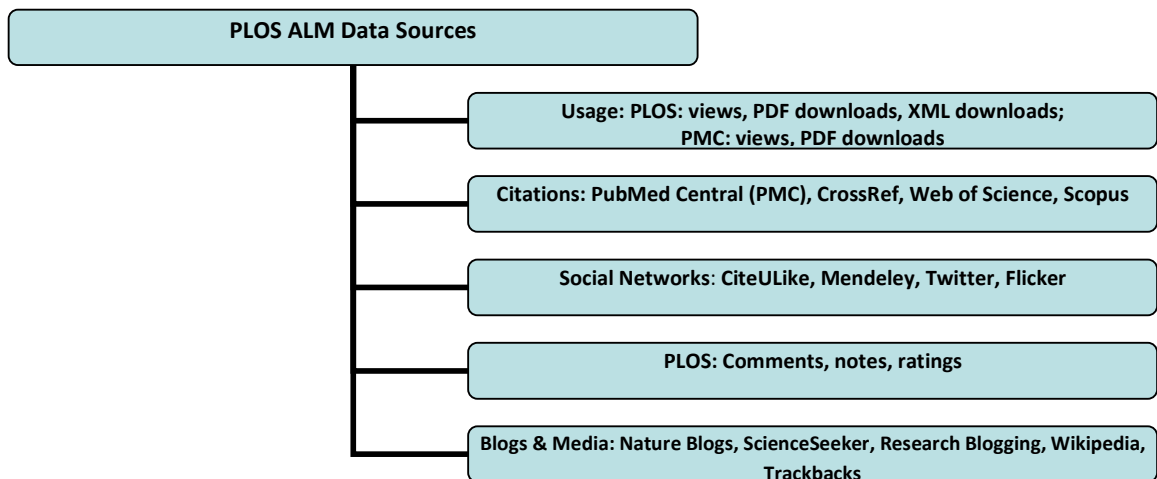 PLOS ALM Data Sources
Usage: PLOS: views, PDF downloads, XML downloads;
PMC: views, PDF downloads
Citations: PubMed Central (PMC), CrossRef, Web of Science, Scopus
Social Networks: CiteULike, Mendeley, Twitter, Flicker
PLOS: Comments, notes, ratings
Blogs & Media: Nature Blogs, ScienceSeeker, Research Blogging, Wikipedia,
Trackbacks